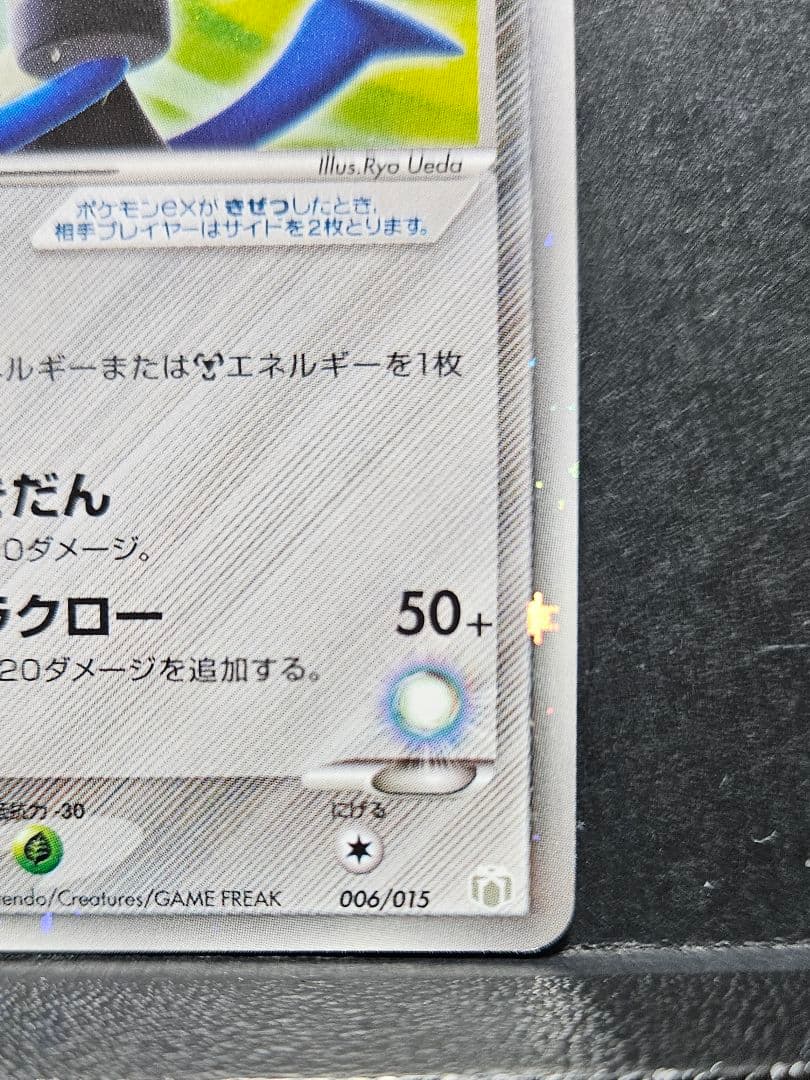 Illus.Ryo Ueda
ポケモンexが きぜつしたとき、
相手プレイヤーはサイドを2枚とります。
ルギーまたはエネルギーを1枚
だん
0ダメージ。
クロー 50+
20ダメージを追加する。
抵抗力 -30 にげる
endo/Creatures/GAME FREAK 006/015